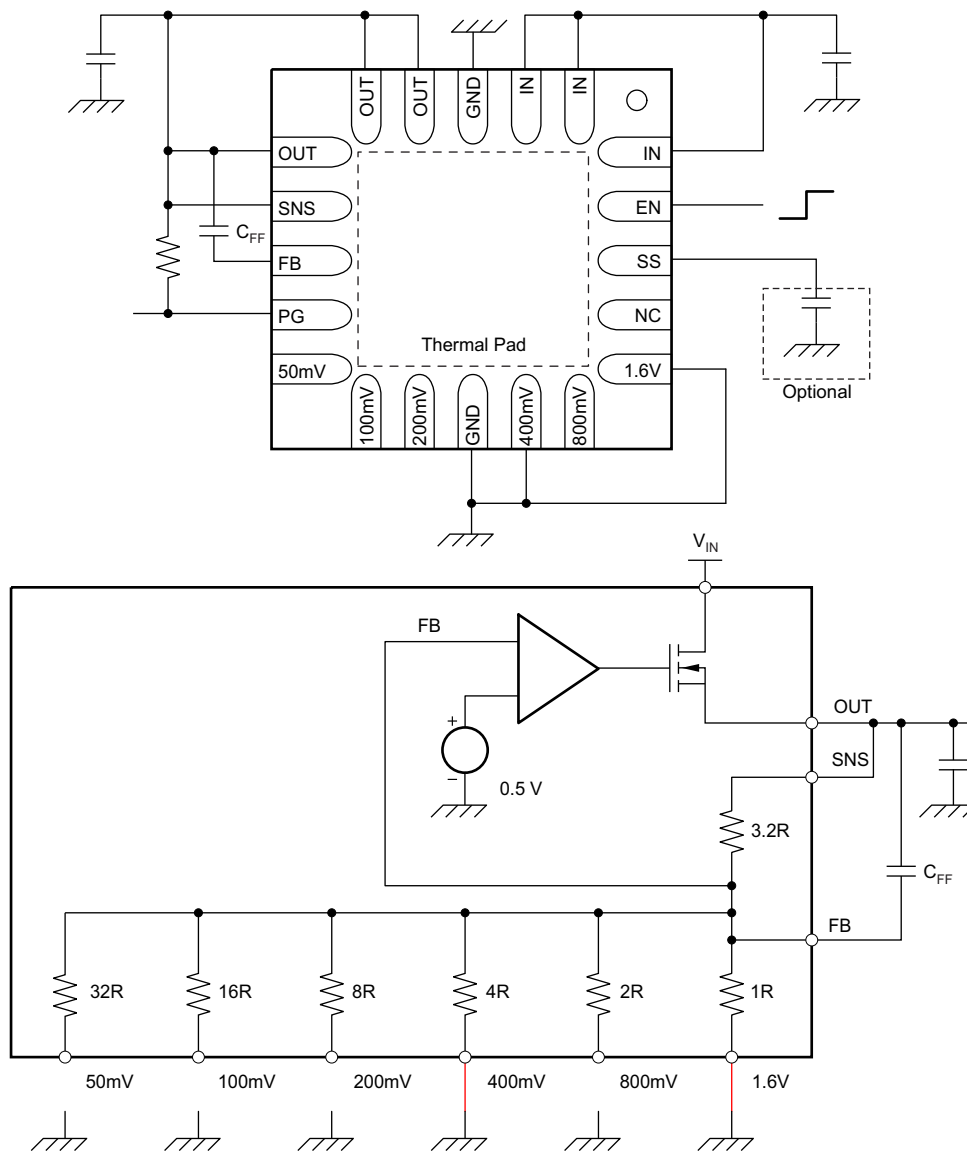 OUT
OUT
GND
IN
IN
OUT
SNS
C_FF
FB
PG
50mV
IN
EN
SS
NC
1.6V
Thermal Pad
100mV
200mV
GND
400mV
800mV
Optional
V_IN
FB
OUT
SNS
+
−
0.5 V
3.2R
C_FF
FB
32R
16R
8R
4R
2R
1R
50mV
100mV
200mV
400mV
800mV
1.6V